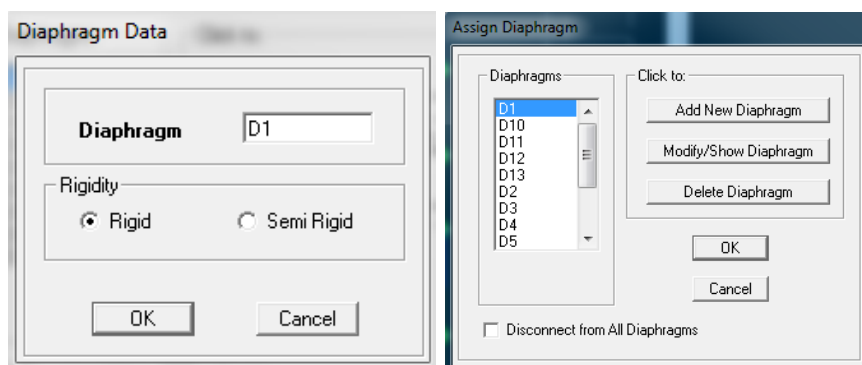 Diaphragm Data
Diaphragm
D1
Rigidity
Rigid
Semi Rigid
OK
Cancel
Assign Diaphragm
Diaphragms
D1
D10
D11
D12
D13
D2
D3
D4
D5
Click to:
Add New Diaphragm
Modify/Show Diaphragm
Delete Diaphragm
OK
Cancel
Disconnect from All Diaphragms